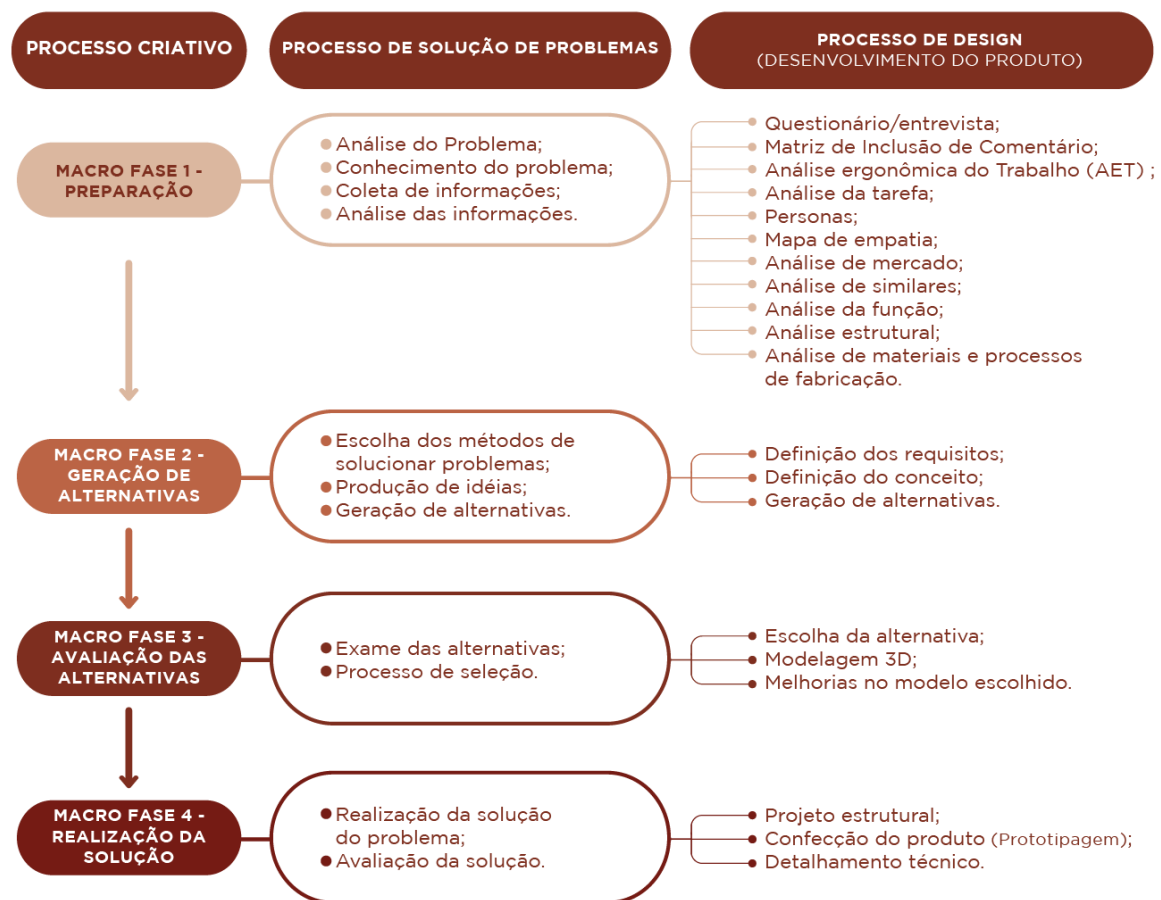 PROCESSO CRIATIVO
PROCESSO DE SOLUÇÃO DE PROBLEMAS
PROCESSO DE DESIGN
(DESENVOLVIMENTO DO PRODUTO)
MACRO FASE 1 -
PREPARAÇÃO
Análise do Problema;
Conhecimento do problema;
Coleta de informações;
Análise das informações.
Questionário/entrevista;
Matriz de Inclusão de Comentário;
Análise ergonômica do Trabalho (AET) ;
Análise da tarefa;
Personas;
Mapa de empatia;
Análise de mercado;
Análise de similares;
Análise da função;
Análise estrutural;
Análise de materiais e processos
de fabricação.
MACRO FASE 2 -
GERAÇÃO DE
ALTERNATIVAS
Escolha dos métodos de
solucionar problemas;
Produção de idéias;
Geração de alternativas.
Definição dos requisitos;
Definição do conceito;
Geração de alternativas.
MACRO FASE 3 -
AVALIAÇÃO DAS
ALTERNATIVAS
Exame das alternativas;
Processo de seleção.
Escolha da alternativa;
Modelagem 3D;
Melhorias no modelo escolhido.
MACRO FASE 4 -
REALIZAÇÃO DA
SOLUÇÃO
Realização da solução
do problema;
Avaliação da solução.
Projeto estrutural;
Confecção do produto (Prototipagem);
Detalhamento técnico.